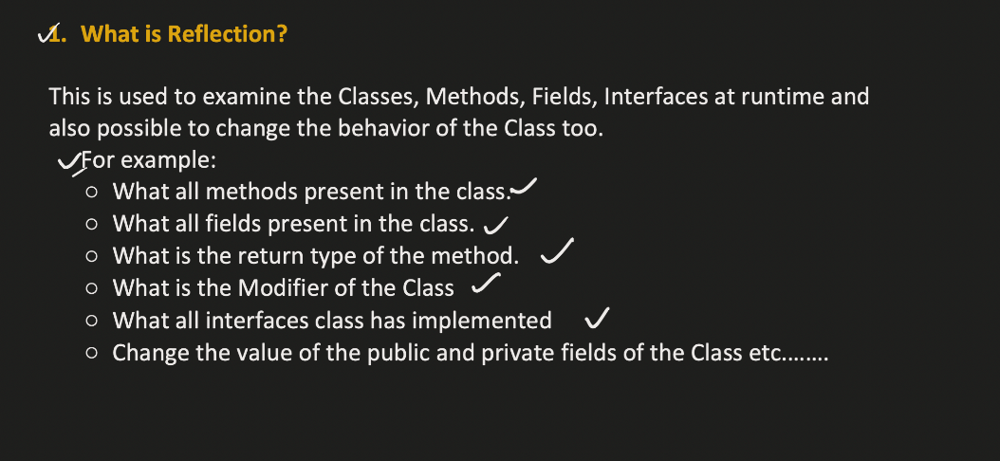 1. What is Reflection?
This is used to examine the Classes, Methods, Fields, Interfaces at runtime and
also possible to change the behavior of the Class too.
For example:
o What all methods present in the class.
o What all fields present in the class.
o What is the return type of the method.
o What is the Modifier of the Class
o What all interfaces class has implemented
o Change the value of the public and private fields of the Class etc........